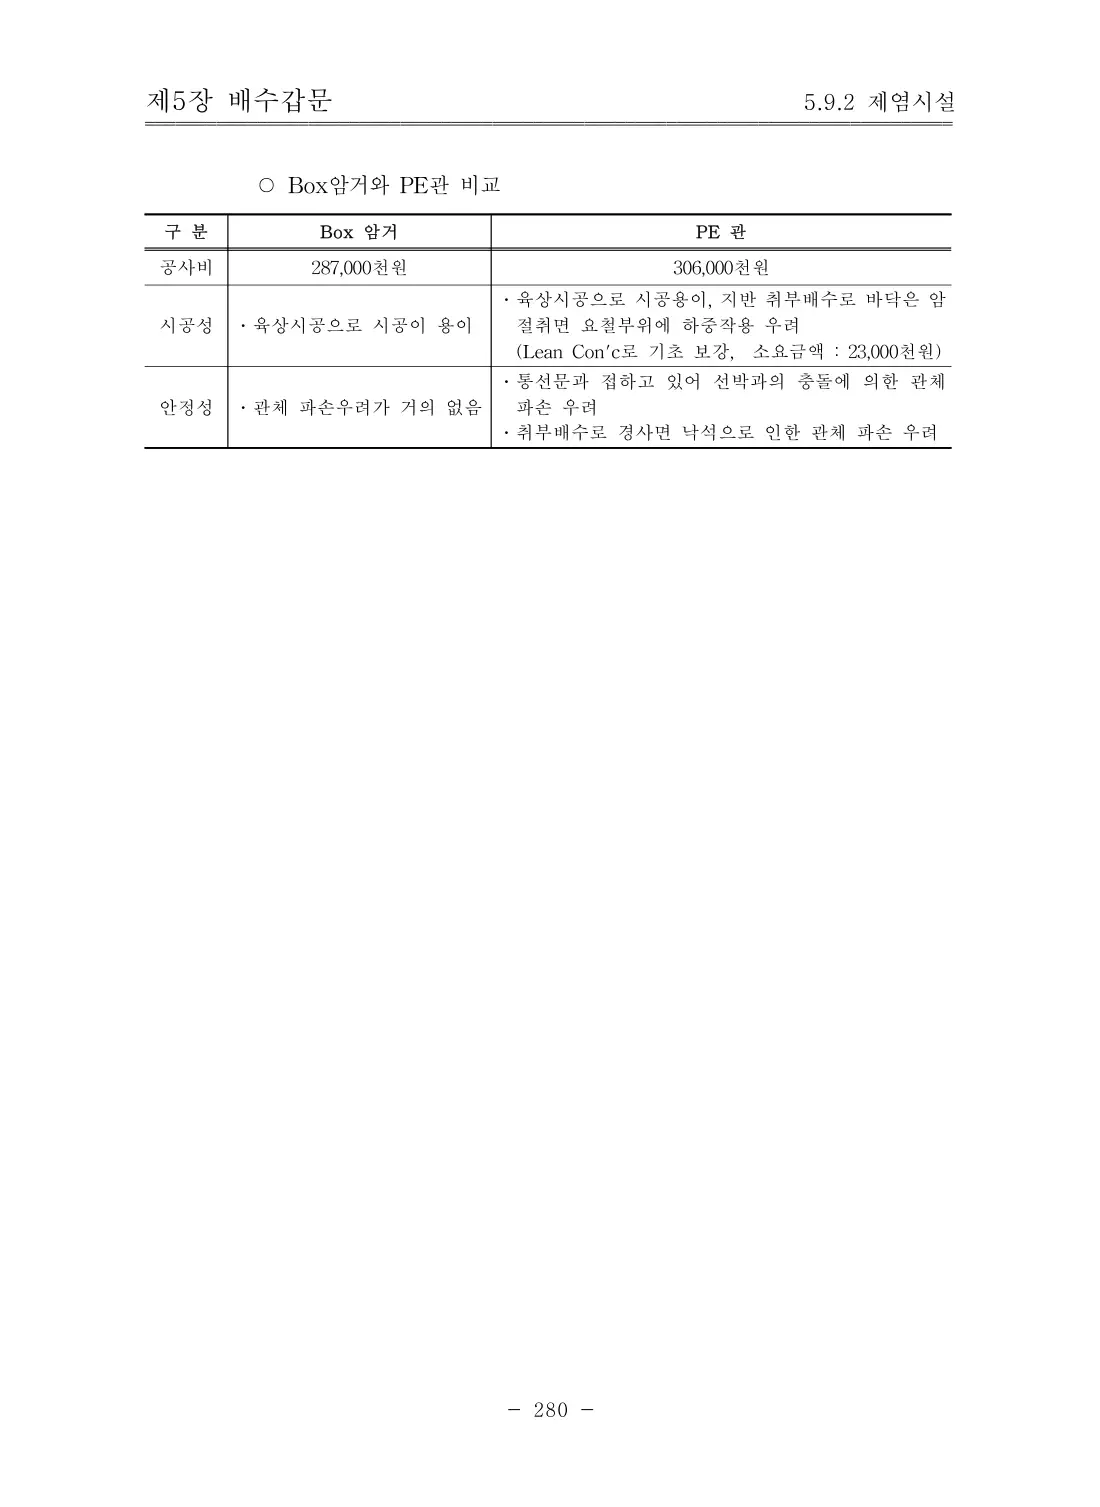 제5장 배수갑문
5.9.2 제염시설
○ Box암거와 PE관 비교
구 분
Box 암거
PE 관
공사비
287,000천원
306,000천원
시공성
· 육상시공으로 시공이 용이
· 육상시공으로 시공용이, 지반 취부배수로 바닥은 암
절취면 요철부위에 하중작용 우려
(Lean Con'c로 기초 보강, 소요금액 : 23,000천원)
안정성
· 관체 파손우려가 거의 없음
· 통선문과 접하고 있어 선박과의 충돌에 의한 관체
파손 우려
· 취부배수로 경사면 낙석으로 인한 관체 파손 우려
- 280 -